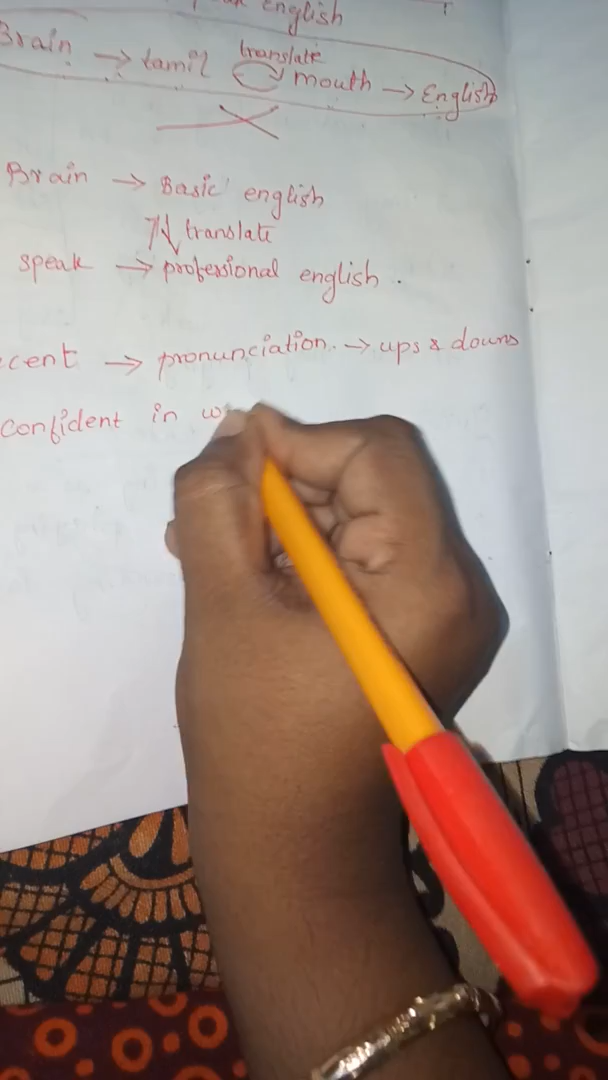 English
Brain → tamil translate mouth → English
Brain → Basic english
translate
speak → professional english.
cent → pronunciation. → ups & downs
confident in w